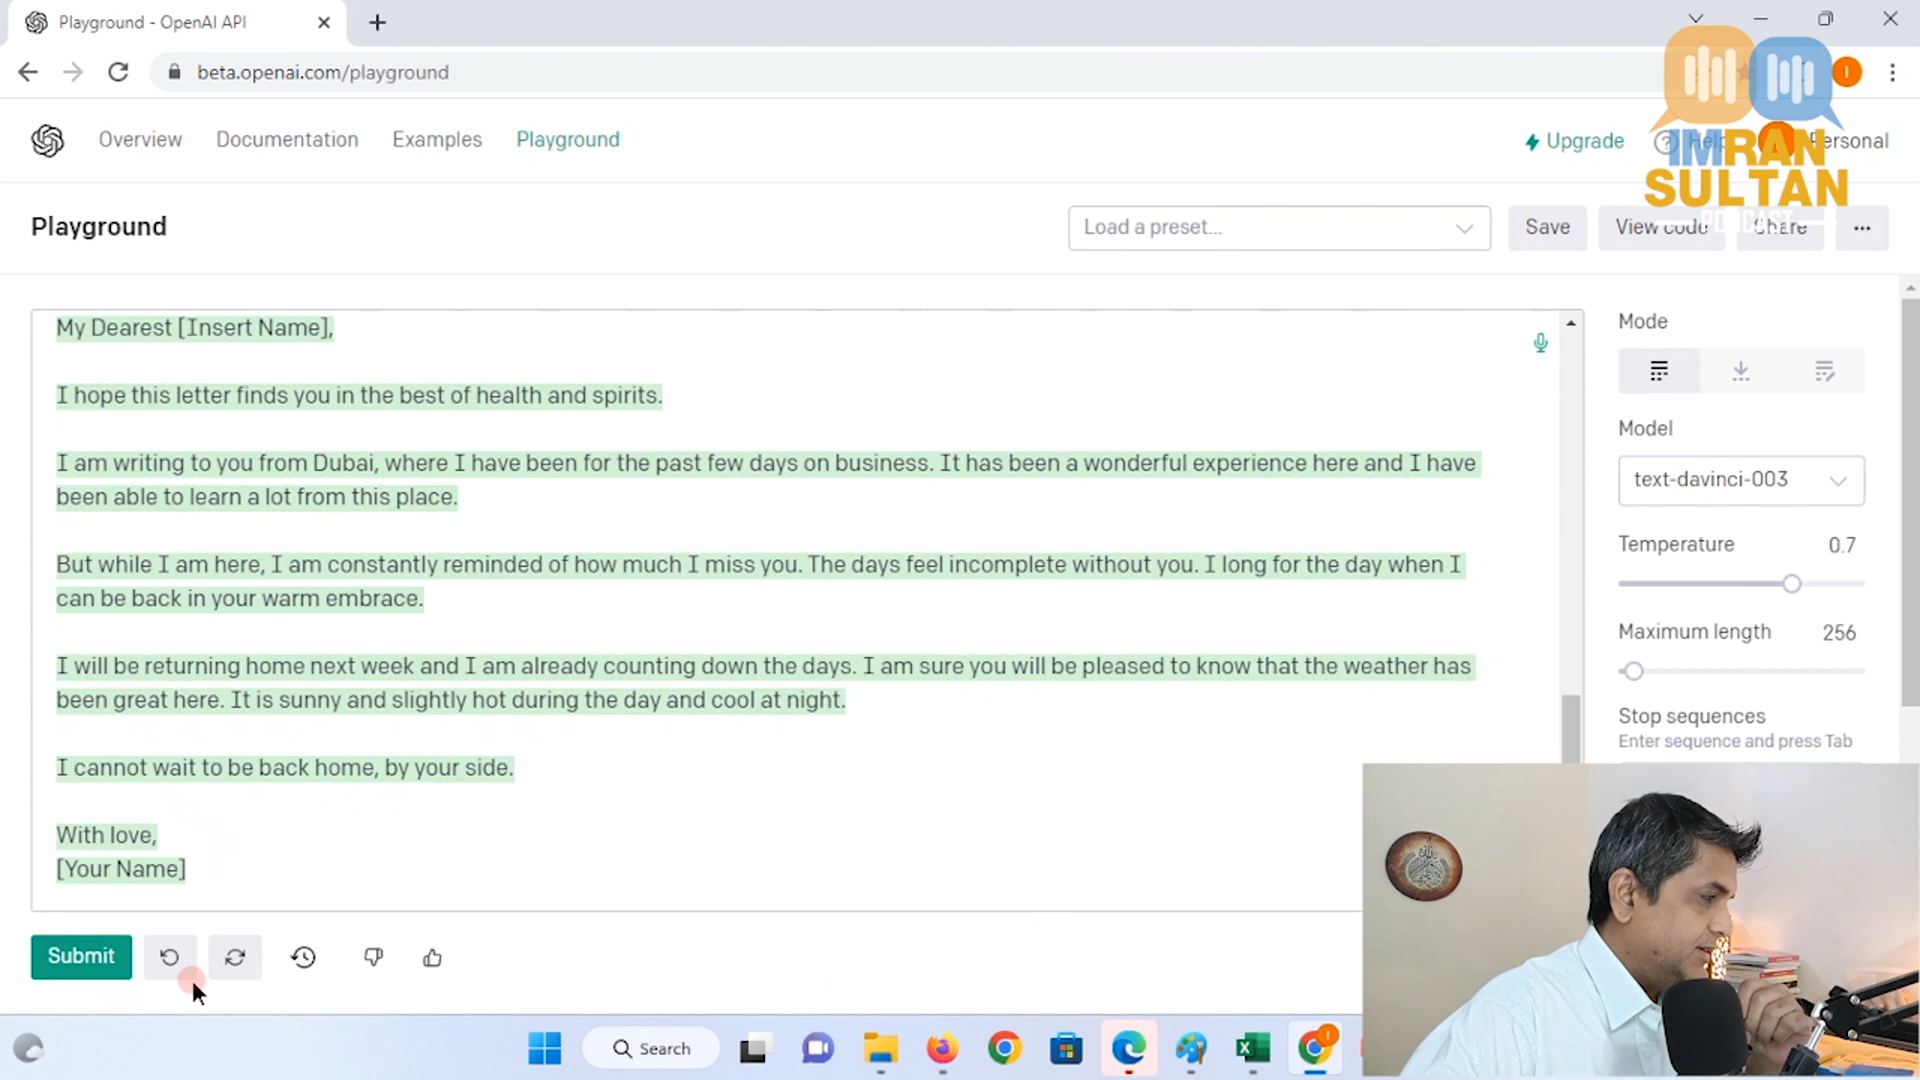 Playground - OpenAI API
beta.openai.com/playground
I
Overview
Documentation
Examples
Playground
Upgrade
Help
Personal
IMRAN
SULTAN
PODCAST
Playground
Load a preset...
Save
View code
Share
My Dearest [Insert Name],
I hope this letter finds you in the best of health and spirits.
I am writing to you from Dubai, where I have been for the past few days on business. It has been a wonderful experience here and I have
been able to learn a lot from this place.
But while I am here, I am constantly reminded of how much I miss you. The days feel incomplete without you. I long for the day when I
can be back in your warm embrace.
I will be returning home next week and I am already counting down the days. I am sure you will be pleased to know that the weather has
been great here. It is sunny and slightly hot during the day and cool at night.
I cannot wait to be back home, by your side.
With love,
[Your Name]
Mode
Model
text-davinci-003
Temperature
0.7
Maximum length
256
Stop sequences
Enter sequence and press Tab
Submit
Search